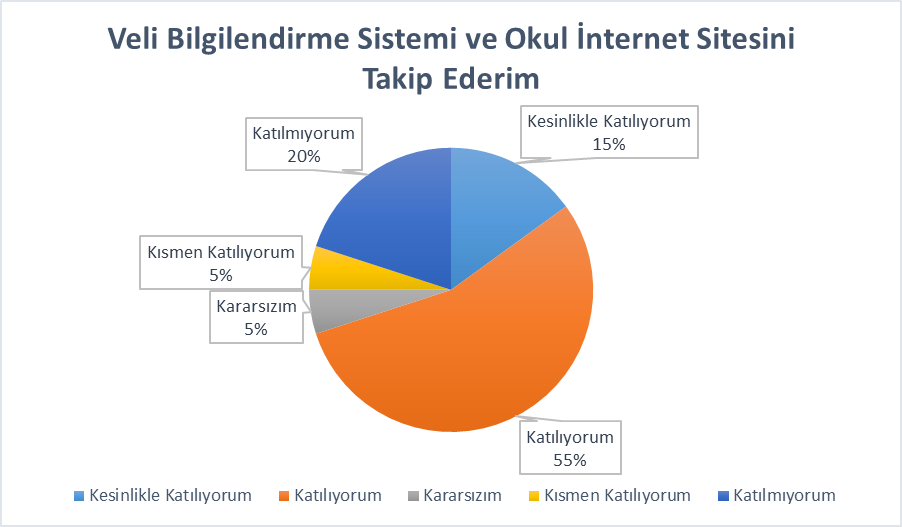 Veli Bilgilendirme Sistemi ve Okul İnternet Sitesini
Takip Ederim
Katılmıyorum
20%
Kesinlikle Katılıyorum
15%
Kısmen Katılıyorum
5%
Kararsızım
5%
Katılıyorum
55%
Kesinlikle Katılıyorum
Katılıyorum
Kararsızım
Kısmen Katılıyorum
Katılmıyorum